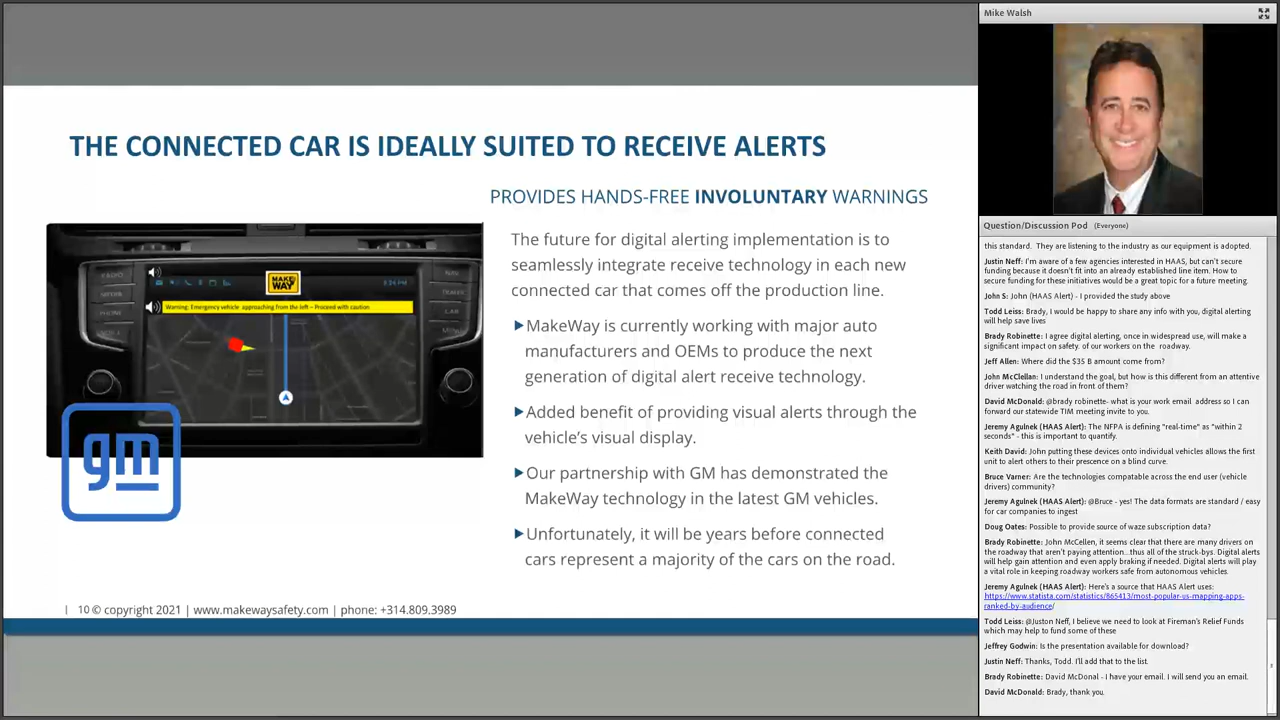 THE CONNECTED CAR IS IDEALLY SUITED TO RECEIVE ALERTS
PROVIDES HANDS-FREE INVOLUNTARY WARNINGS
MAKE
WAY
Warning: Emergency vehicle approaching from the left – Proceed with caution
RADIO
MEDIA
PHONE
NAV
TRAFFIC
CAR
MENU
gm
The future for digital alerting implementation is to
seamlessly integrate receive technology in each new
connected car that comes off the production line.
MakeWay is currently working with major auto
manufacturers and OEMs to produce the next
generation of digital alert receive technology.
Added benefit of providing visual alerts through the
vehicle's visual display.
Our partnership with GM has demonstrated the
MakeWay technology in the latest GM vehicles.
Unfortunately, it will be years before connected
cars represent a majority of the cars on the road.
| 10 © copyright 2021 | www.makewaysafety.com | phone: +314.809.3989
Mike Walsh
Question/Discussion Pod (Everyone)
this standard. They are listening to the industry as our equipment is adopted.
Justin Neff: I'm aware of a few agencies interested in HAAS, but can't secure
funding because it doesn't fit into an already established line item. How to
secure funding for these initiatives would be a great topic for a future meeting.
John S: John (HAAS Alert) - I provided the study above
Todd Leiss: Brady, I would be happy to share any info with you, digital alerting
will help save lives
Brady Robinette: I agree digital alerting, once in widespread use, will make a
significant impact on safety. of our workers on the roadway.
Jeff Allen: Where did the $35 B amount come from?
John McClellan: I understand the goal, but how is this different from an attentive
driver watching the road in front of them?
David McDonald: @brady robinette- what is your work email address so I can
forward our statewide TIM meeting invite to you.
Jeremy Agulnek (HAAS Alert): The NFPA is defining "real-time" as "within 2
seconds" - this is important to quantify.
Keith David: John putting these devices onto individual vehicles allows the first
unit to alert others to their prescence on a blind curve.
Bruce Varner: Are the technologies compatable across the end user (vehicle
drivers) community?
Jeremy Agulnek (HAAS Alert): @Bruce - yes! The data formats are standard / easy
for car companies to ingest
Doug Oates: Possible to provide source of waze subscription data?
Brady Robinette: John McCellen, it seems clear that there are many drivers on
the roadway that aren't paying attention...thus all of the struck-bys. Digital alerts
will help gain attention and even apply braking if needed. Digital alerts will play
a vital role in keeping roadway workers safe from autonomous vehicles.
Jeremy Agulnek (HAAS Alert): Here's a source that HAAS Alert uses:
https://www.statista.com/statistics/865413/most-popular-us-mapping-apps-
ranked-by-audience/
Todd Leiss: @Juston Neff, I believe we need to look at Fireman's Relief Funds
which may help to fund some of these
Jeffrey Godwin: Is the presentation available for download?
Justin Neff: Thanks, Todd. I'll add that to the list.
Brady Robinette: David McDonal - I have your email. I will send you an email.
David McDonald: Brady, thank you.